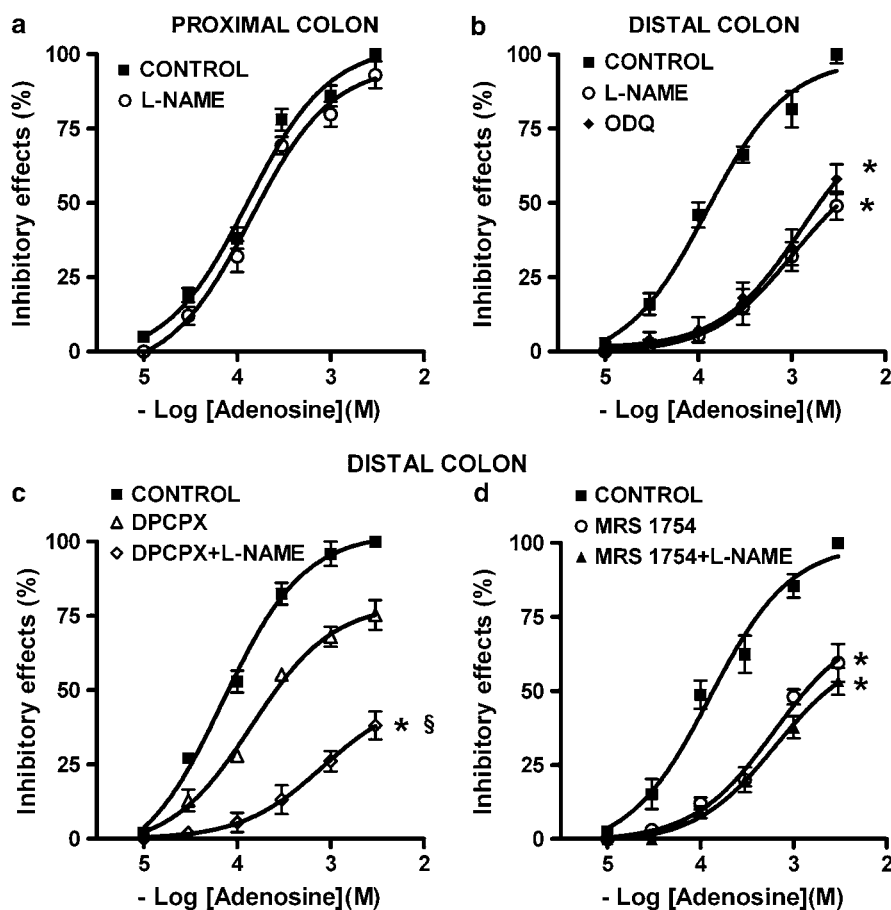 a
PROXIMAL COLON
CONTROL
L-NAME
Inhibitory effects (%)
100
75
50
25
0
5 4 3 2
- Log [Adenosine](M)
b
DISTAL COLON
CONTROL
L-NAME
ODQ
Inhibitory effects (%)
100
75
50
25
0
*
*
5 4 3 2
- Log [Adenosine](M)
DISTAL COLON
c
CONTROL
DPCPX
DPCPX+L-NAME
Inhibitory effects (%)
100
75
50
25
0
* §
5 4 3 2
- Log [Adenosine](M)
d
CONTROL
MRS 1754
MRS 1754+L-NAME
Inhibitory effects (%)
100
75
50
25
0
*
*
5 4 3 2
- Log [Adenosine](M)